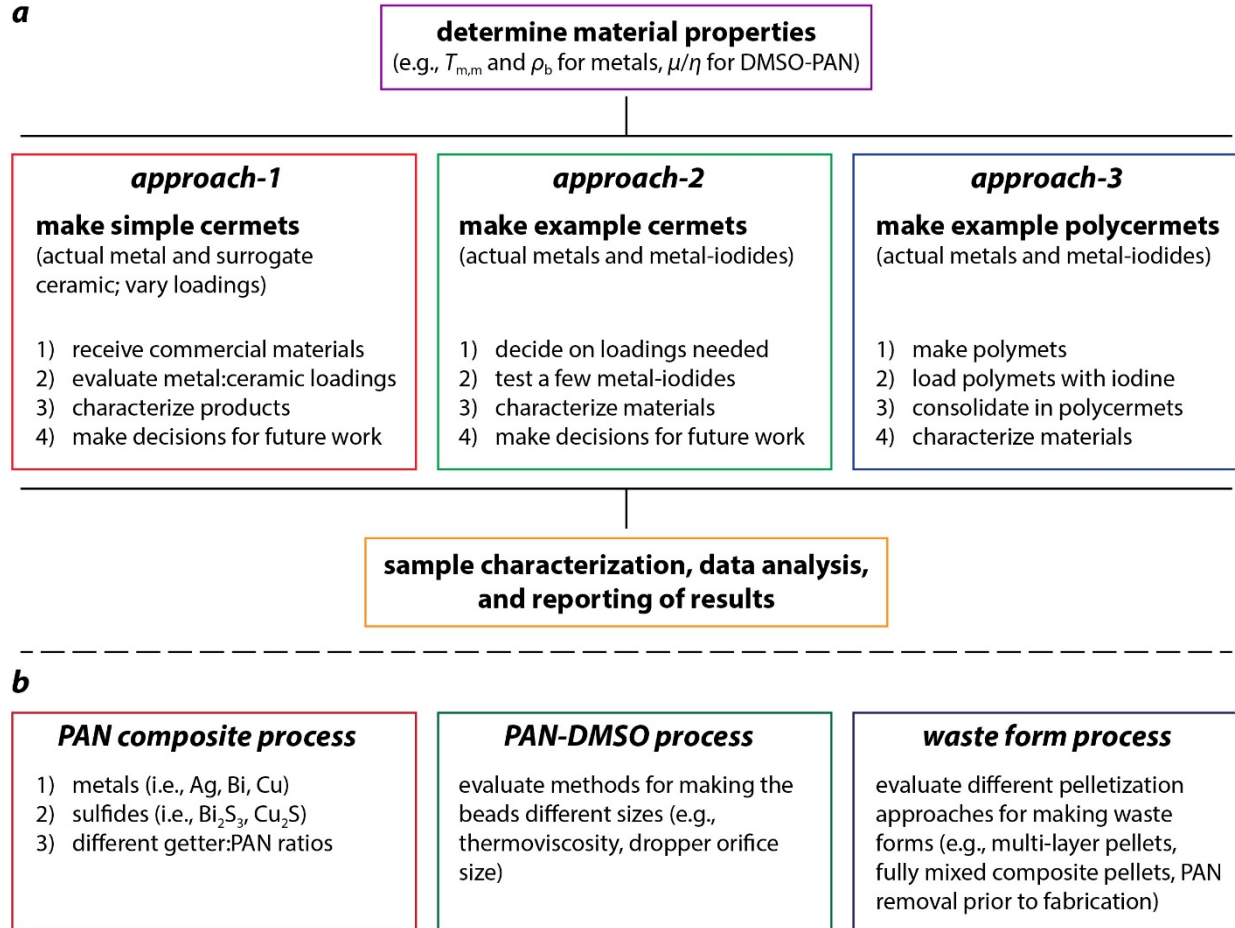 a
determine material properties
(e.g., Tm,m and ρb for metals, μ/η for DMSO-PAN)
approach-1
make simple cermets
(actual metal and surrogate
ceramic; vary loadings)
1) receive commercial materials
2) evaluate metal:ceramic loadings
3) characterize products
4) make decisions for future work
approach-2
make example cermets
(actual metals and metal-iodides)
1) decide on loadings needed
2) test a few metal-iodides
3) characterize materials
4) make decisions for future work
approach-3
make example polycermets
(actual metals and metal-iodides)
1) make polymets
2) load polymets with iodine
3) consolidate in polycermets
4) characterize materials
sample characterization, data analysis,
and reporting of results
b
PAN composite process
1) metals (i.e., Ag, Bi, Cu)
2) sulfides (i.e., Bi₂S₃, Cu₂S)
3) different getter:PAN ratios
PAN-DMSO process
evaluate methods for making the
beads different sizes (e.g.,
thermoviscosity, dropper orifice
size)
waste form process
evaluate different pelletization
approaches for making waste
forms (e.g., multi-layer pellets,
fully mixed composite pellets, PAN
removal prior to fabrication)